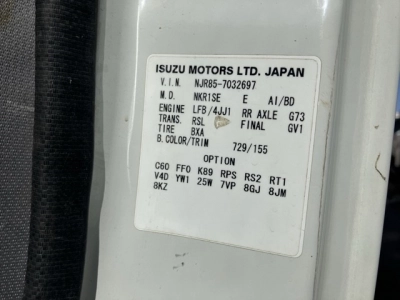 ISUZU MOTORS LTD. JAPAN
V.I.N. NJR85-7032697
M.D. NKR1SE E AI/BD
ENGINE LFB/4JJ1 RR AXLE G73
TRANS. RSL FINAL GV1
TIRE BXA
B.COLOR/TRIM 729/155
OPTION
C60 FF0 K89 RPS RS2 RT1
V4D YW1 25W 7VP 8GJ 8JM
8KZ